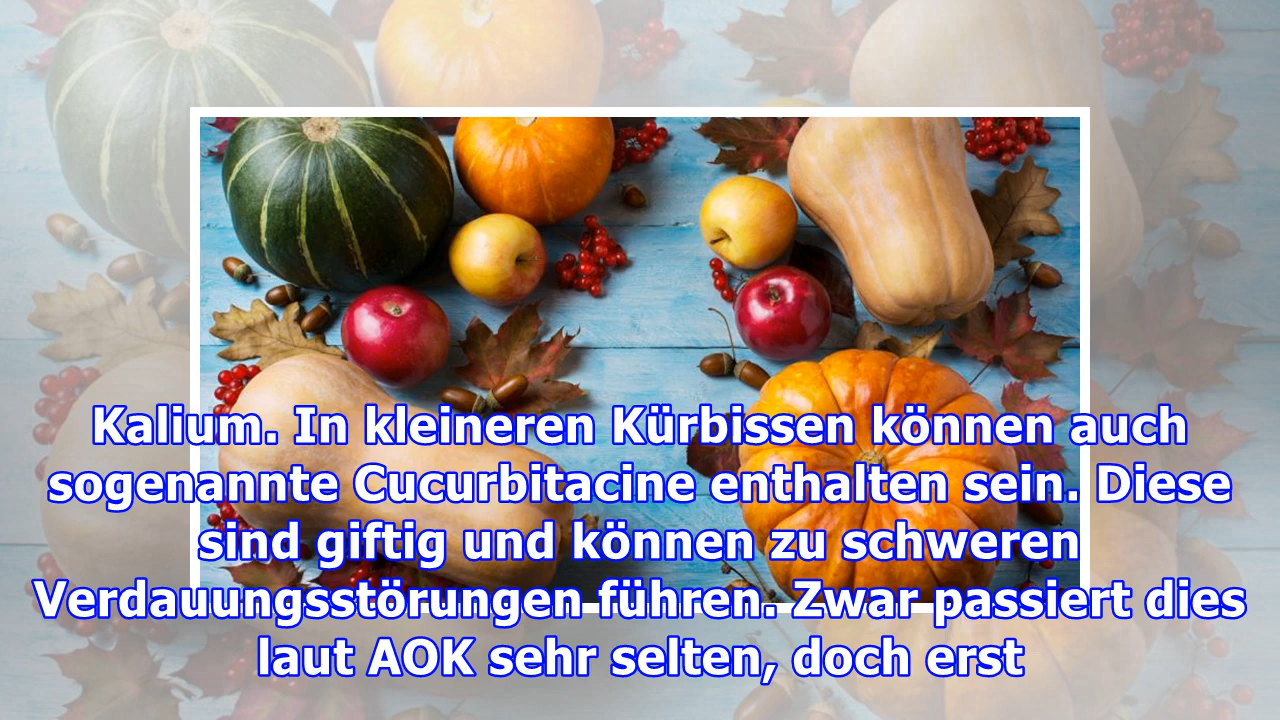 Kalium. In kleineren Kürbissen können auch
sogenannte Cucurbitacine enthalten sein. Diese
sind giftig und können zu schweren
Verdauungsstörungen führen. Zwar passiert dies
laut AOK sehr selten, doch erst